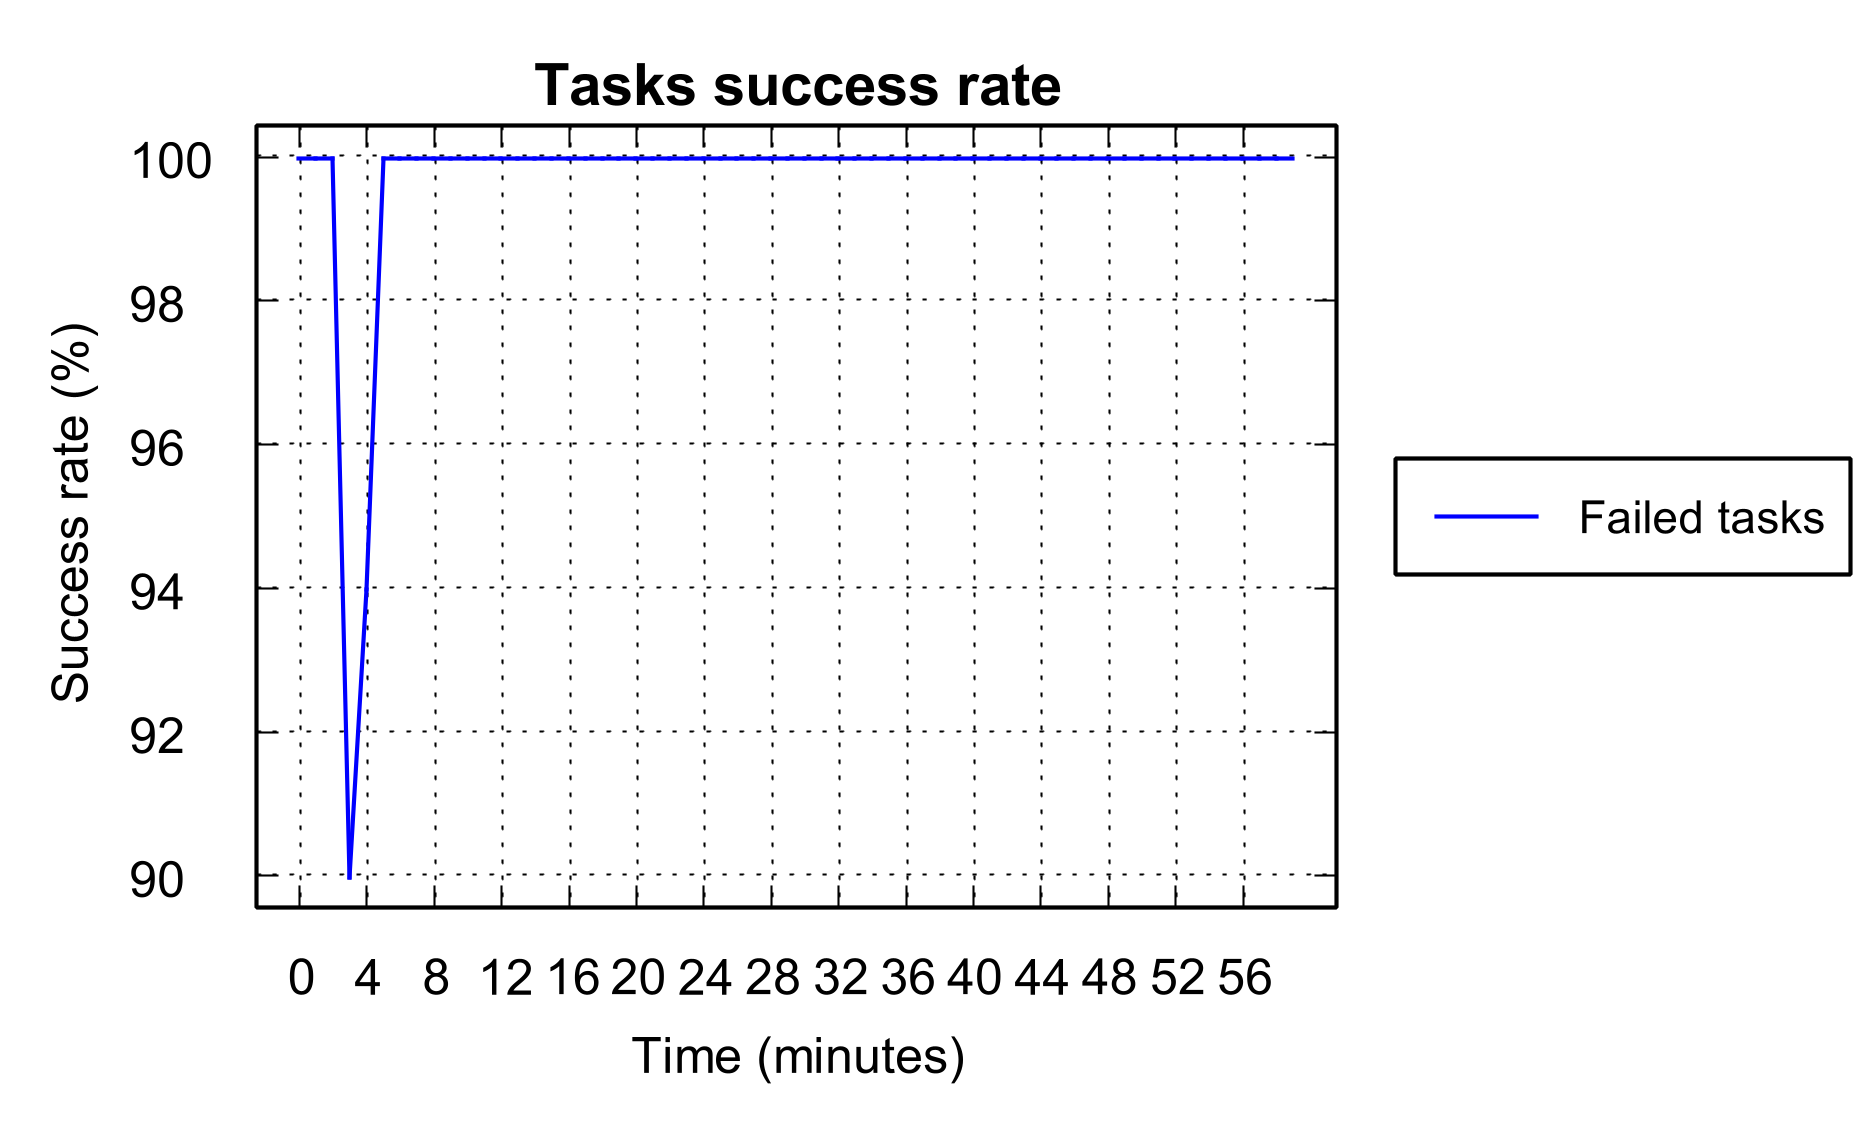 Tasks success rate
100
98
96
94
92
90
Success rate (%)
Failed tasks
0 4 8 12 16 20 24 28 32 36 40 44 48 52 56
Time (minutes)